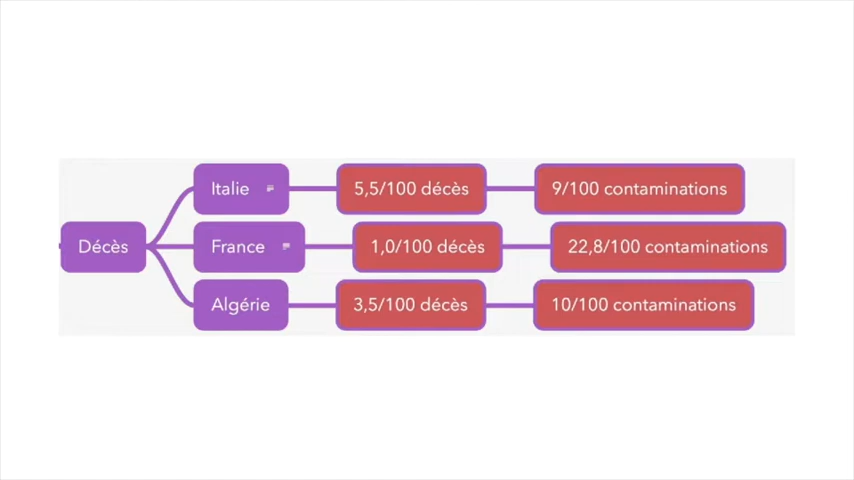 Italie
5,5/100 décès
9/100 contaminations
Décès
France
1,0/100 décès
22,8/100 contaminations
Algérie
3,5/100 décès
10/100 contaminations